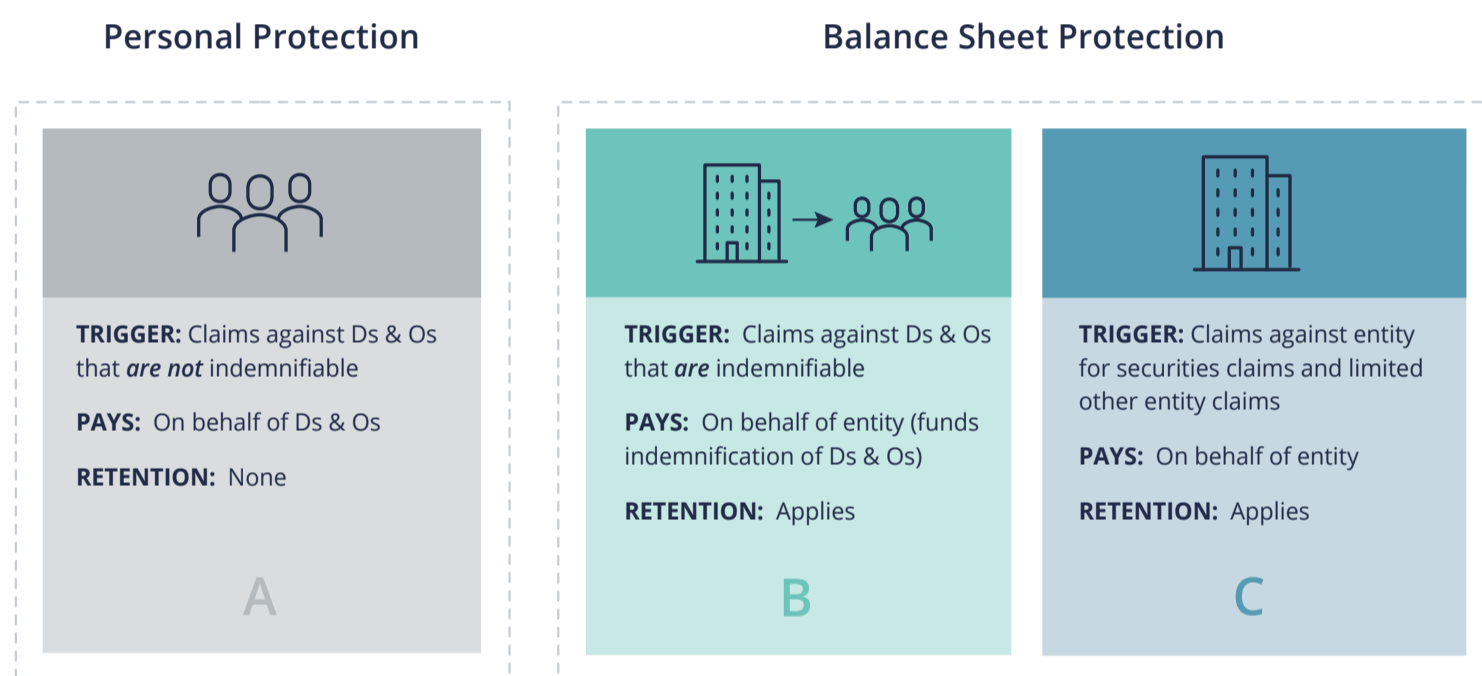 Personal Protection
Balance Sheet Protection
TRIGGER: Claims against Ds & Os
that are not indemnifiable
PAYS: On behalf of Ds & Os
RETENTION: None
A
TRIGGER: Claims against Ds & Os
that are indemnifiable
PAYS: On behalf of entity (funds
indemnification of Ds & Os)
RETENTION: Applies
B
TRIGGER: Claims against entity
for securities claims and limited
other entity claims
PAYS: On behalf of entity
RETENTION: Applies
C